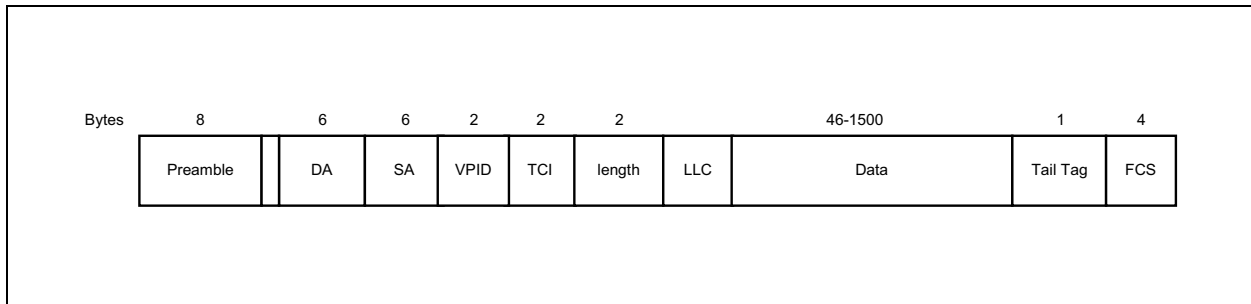 Bytes 8 6 6 2 2 2 46-1500 1 4
Preamble DA SA VPID TCI length LLC Data Tail Tag FCS